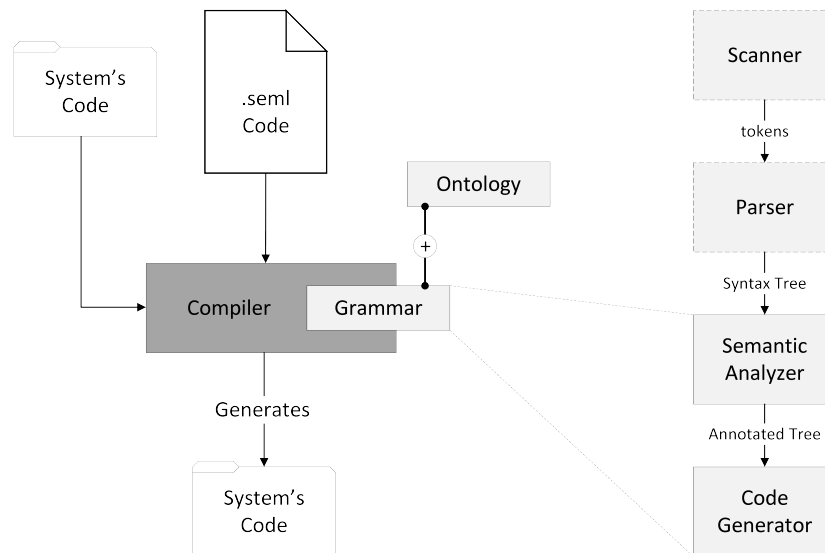 System's
Code
.seml
Code
Ontology
Compiler
Grammar
Generates
System's
Code
Scanner
tokens
Parser
Syntax Tree
Semantic
Analyzer
Annotated Tree
Code
Generator
+